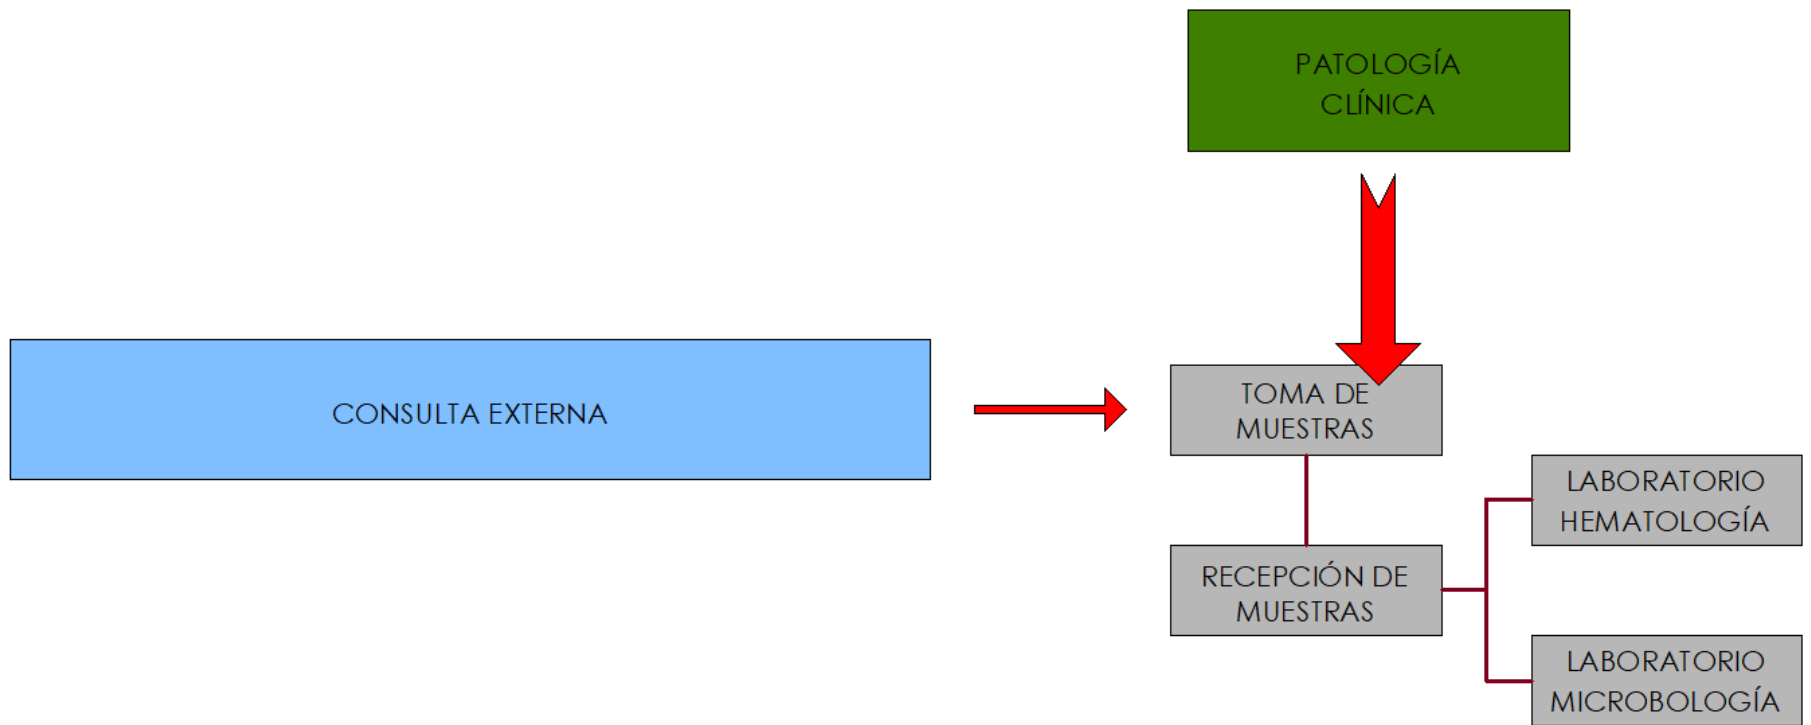 PATOLOGÍA
CLÍNICA
CONSULTA EXTERNA
TOMA DE
MUESTRAS
RECEPCIÓN DE
MUESTRAS
LABORATORIO
HEMATOLOGÍA
LABORATORIO
MICROBOLOGÍA